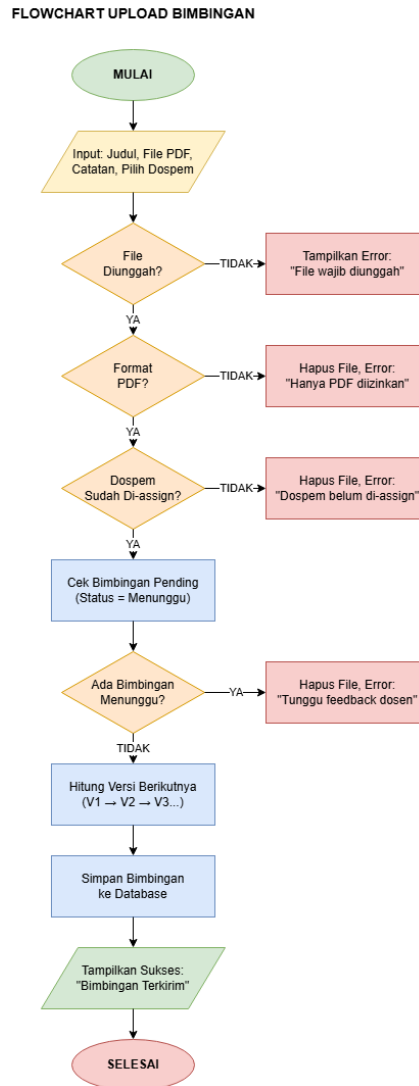 FLOWCHART UPLOAD BIMBINGAN
MULAI
Input: Judul, File PDF,
Catatan, Pilih Dospem
File
Diunggah?
TIDAK
Tampilkan Error:
"File wajib diunggah"
YA
Format
PDF?
TIDAK
Hapus File, Error:
"Hanya PDF diizinkan"
YA
Dospem
Sudah Di-assign?
TIDAK
Hapus File, Error:
"Dospem belum di-assign"
YA
Cek Bimbingan Pending
(Status = Menunggu)
Ada Bimbingan
Menunggu?
YA
Hapus File, Error:
"Tunggu feedback dosen"
TIDAK
Hitung Versi Berikutnya
(V1 → V2 → V3...)
Simpan Bimbingan
ke Database
Tampilkan Sukses:
"Bimbingan Terkirim"
SELESAI